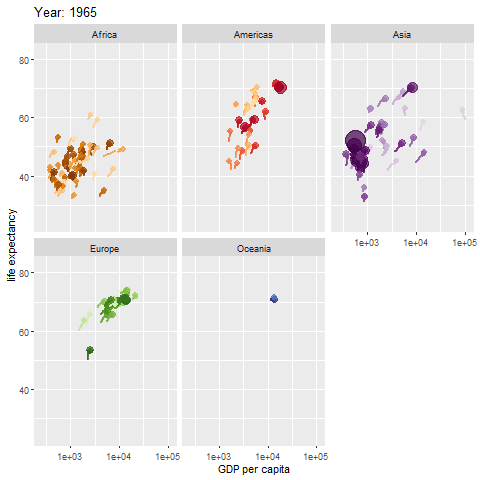 Year: 1965
Africa
Americas
Asia
80
60
40
1e+03 1e+04 1e+05
Europe
Oceania
80
60
40
1e+03 1e+04 1e+05
1e+03 1e+04 1e+05
life expectancy
GDP per capita